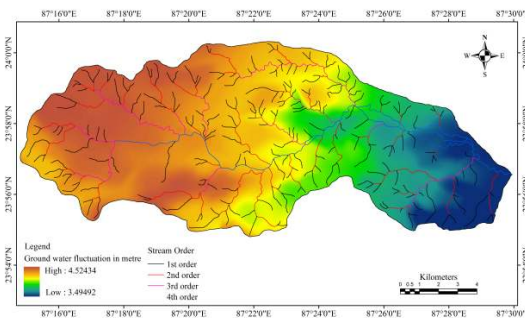 87°16'0"E 87°18'0"E 87°20'0"E 87°22'0"E 87°24'0"E 87°26'0"E 87°28'0"E 87°30'0"E
24°0'0"N
23°58'0"N
23°56'0"N
23°54'0"N
N
W E
S
Legend
Ground water fluctuation in metre
High : 4.52434
Low : 3.49492
Stream Order
1st order
2nd order
3rd order
4th order
Kilometers
0 0.5 1 2 3 4
87°16'0"E 87°18'0"E 87°20'0"E 87°22'0"E 87°24'0"E 87°26'0"E 87°28'0"E 87°30'0"E